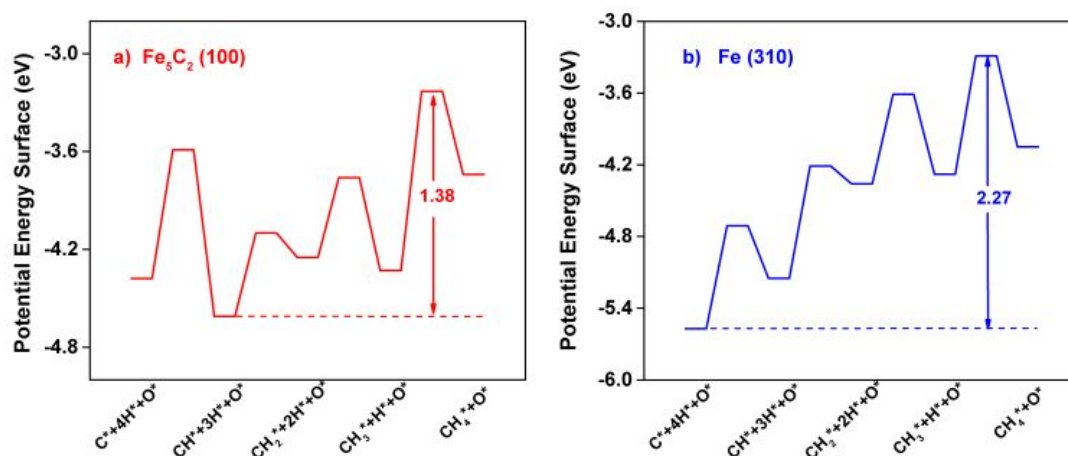 a) Fe₅C₂ (100)
Potential Energy Surface (eV)
-3.0
-3.6
-4.2
-4.8
1.38
C*+4H*+O*
CH*+3H*+O*
CH₂*+2H*+O*
CH₃*+H*+O*
CH₄*+O*
b) Fe (310)
Potential Energy Surface (eV)
-3.0
-3.6
-4.2
-4.8
-5.4
-6.0
2.27
C*+4H*+O*
CH*+3H*+O*
CH₂*+2H*+O*
CH₃*+H*+O*
CH₄*+O*